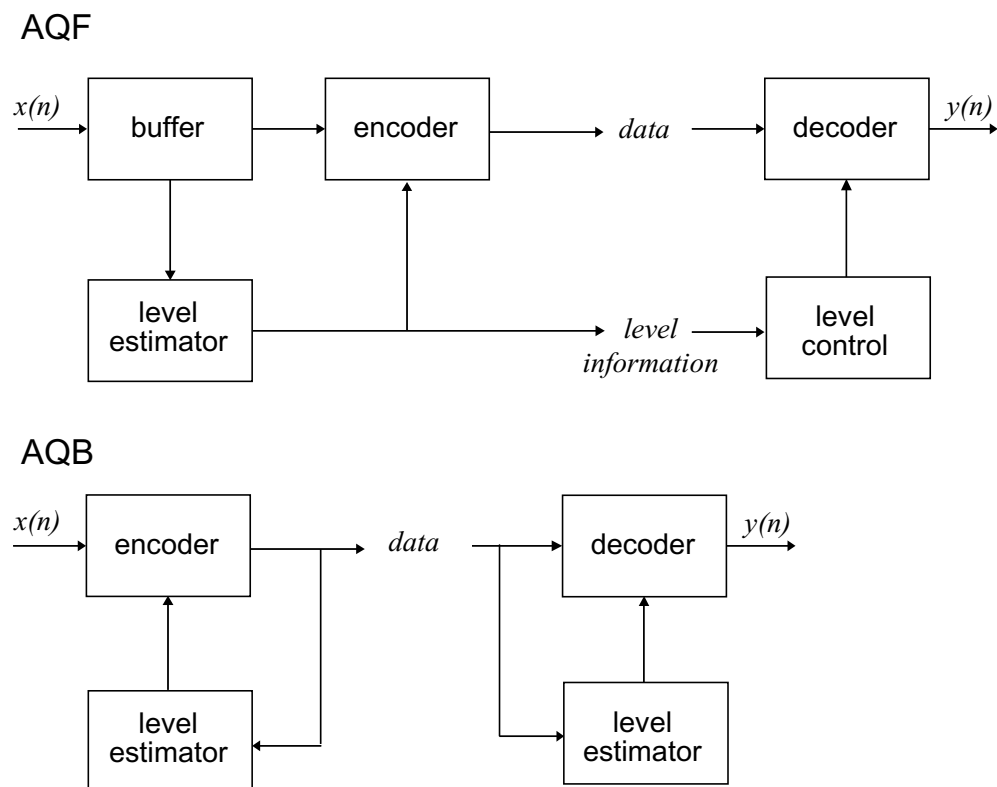 AQF
x(n)
buffer
encoder
data
decoder
y(n)
level
estimator
level
information
level
control
AQB
x(n)
encoder
data
decoder
y(n)
level
estimator
level
estimator